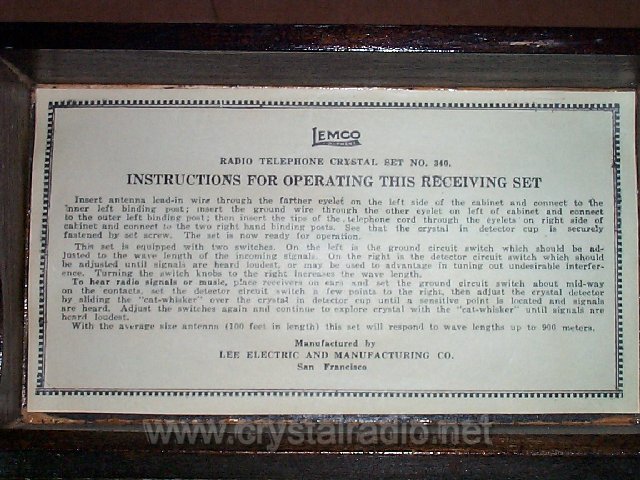 LEMCO
RADIO TELEPHONE CRYSTAL SET NO. 340.
INSTRUCTIONS FOR OPERATING THIS RECEIVING SET
Insert antenna lead-in wire through the farther eyelet on the left side of the cabinet and connect to the
inner left binding post; insert the ground wire through the other eyelet on left of cabinet and connect
to the outer left binding post; then insert the tips of the telephone cord through the eyelets on right side of
cabinet and connect to the two right hand binding posts. See that the crystal in detector cup is securely
fastened by set screw. The set is now ready for operation.
This set is equipped with two switches. On the left is the ground circuit switch which should be ad-
justed to the wave length of the incoming signals. On the right is the detector circuit switch which should
be adjusted until signals are heard loudest, or may be used to advantage in tuning out undesirable interfer-
ence. Turning the switch knobs to the right increases the wave length.
To hear radio signals or music, place receivers on ears and set the ground circuit switch about mid-way
on the contacts, set the detector circuit switch a few points to the right, then adjust the crystal detector
by sliding the "cat-whisker" over the crystal in detector cup until a sensitive point is located and signals
are heard. Adjust the switches again and continue to explore crystal with the "cat-whisker" until signals are
heard loudest.
With the average size antenna (100 feet in length) this set will respond to wave lengths up to 900 meters.
Manufactured by
LEE ELECTRIC AND MANUFACTURING CO.
San Francisco
www.crystalradio.net